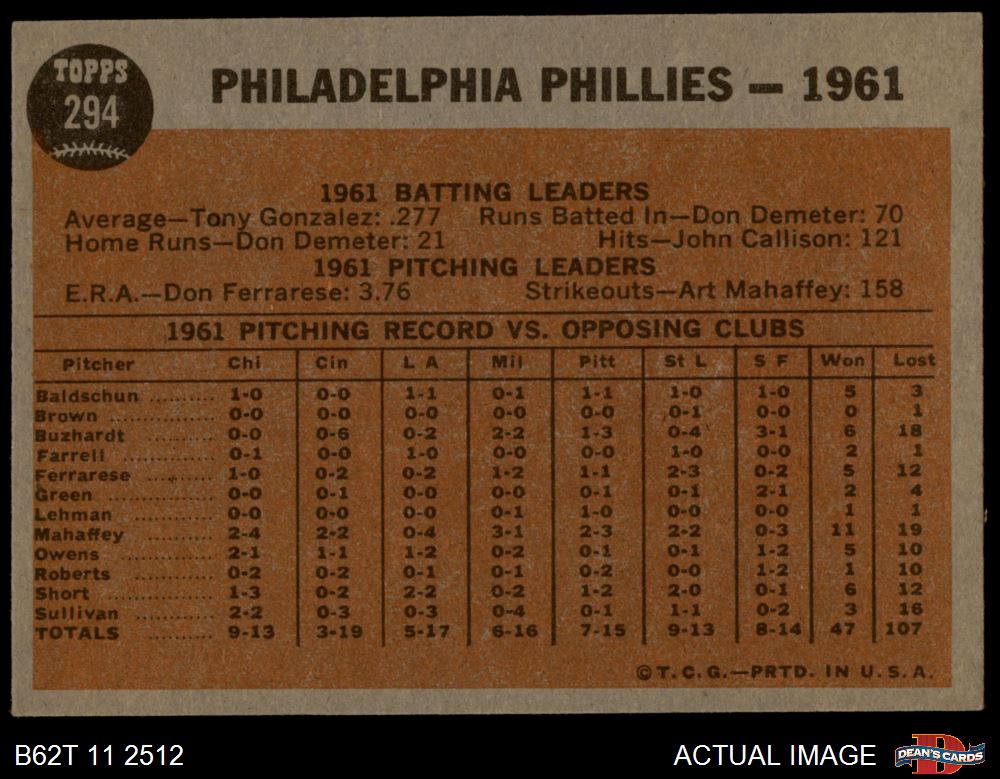 TOPPS
294
PHILADELPHIA PHILLIES — 1961
1961 BATTING LEADERS
Average—Tony Gonzalez: .277 Runs Batted In—Don Demeter: 70
Home Runs—Don Demeter: 21 Hits—John Callison: 121
1961 PITCHING LEADERS
E.R.A.—Don Ferrarese: 3.76 Strikeouts—Art Mahaffey: 158
1961 PITCHING RECORD VS. OPPOSING CLUBS
Pitcher Chi Cin L A Mil Pitt St L S F Won Lost
Baldschun .......... 1-0 0-0 1-1 0-1 1-1 1-0 1-0 5 3
Brown ................ 0-0 0-0 0-0 0-0 0-0 0-1 0-0 0 1
Buzhardt .......... 0-0 0-6 0-2 2-2 1-3 0-4 3-1 6 18
Farrell ................ 0-1 0-0 1-0 0-0 0-0 1-0 0-0 2 1
Ferrarese .......... 1-0 0-2 0-2 1-2 1-1 2-3 0-2 5 12
Green ................ 0-0 0-1 0-0 0-0 0-1 0-1 2-1 2 4
Lehman ............. 0-0 0-0 0-0 0-1 1-0 0-0 0-0 1 1
Mahaffey .......... 2-4 2-2 0-4 3-1 2-3 2-2 0-3 11 19
Owens .............. 2-1 1-1 1-2 0-2 0-1 0-1 1-2 5 10
Roberts ............. 0-2 0-2 0-1 0-1 0-2 0-0 1-2 1 10
Short ................ 1-3 0-2 2-2 0-2 1-2 2-0 0-1 6 12
Sullivan ............. 2-2 0-3 0-3 0-4 0-1 1-1 0-2 3 16
TOTALS .......... 9-13 3-19 5-17 6-16 7-15 9-13 8-14 47 107
© T. C. G.—PRTD. IN U. S. A.
B62T 11 2512 ACTUAL IMAGE DEAN'S CARDS